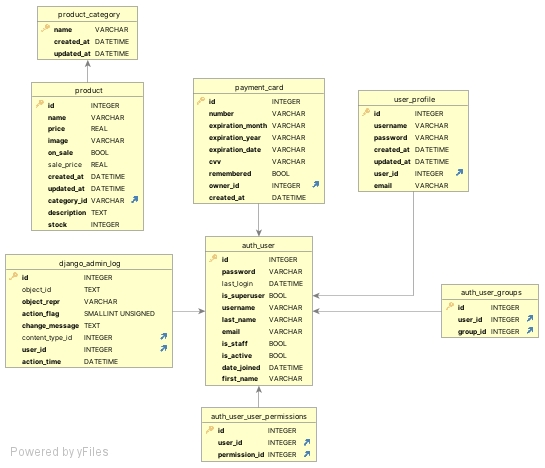 product_category
name VARCHAR
created_at DATETIME
updated_at DATETIME
product
id INTEGER
name VARCHAR
price REAL
image VARCHAR
on_sale BOOL
sale_price REAL
created_at DATETIME
updated_at DATETIME
category_id VARCHAR
description TEXT
stock INTEGER
payment_card
id INTEGER
number VARCHAR
expiration_month VARCHAR
expiration_year VARCHAR
expiration_date VARCHAR
cvv VARCHAR
remembered BOOL
owner_id INTEGER
created_at DATETIME
user_profile
id INTEGER
username VARCHAR
password VARCHAR
created_at DATETIME
updated_at DATETIME
user_id INTEGER
email VARCHAR
django_admin_log
id INTEGER
object_id TEXT
object_repr VARCHAR
action_flag SMALLINT UNSIGNED
change_message TEXT
content_type_id INTEGER
user_id INTEGER
action_time DATETIME
auth_user
id INTEGER
password VARCHAR
last_login DATETIME
is_superuser BOOL
username VARCHAR
last_name VARCHAR
email VARCHAR
is_staff BOOL
is_active BOOL
date_joined DATETIME
first_name VARCHAR
auth_user_groups
id INTEGER
user_id INTEGER
group_id INTEGER
auth_user_user_permissions
id INTEGER
user_id INTEGER
permission_id INTEGER
Powered by yFiles